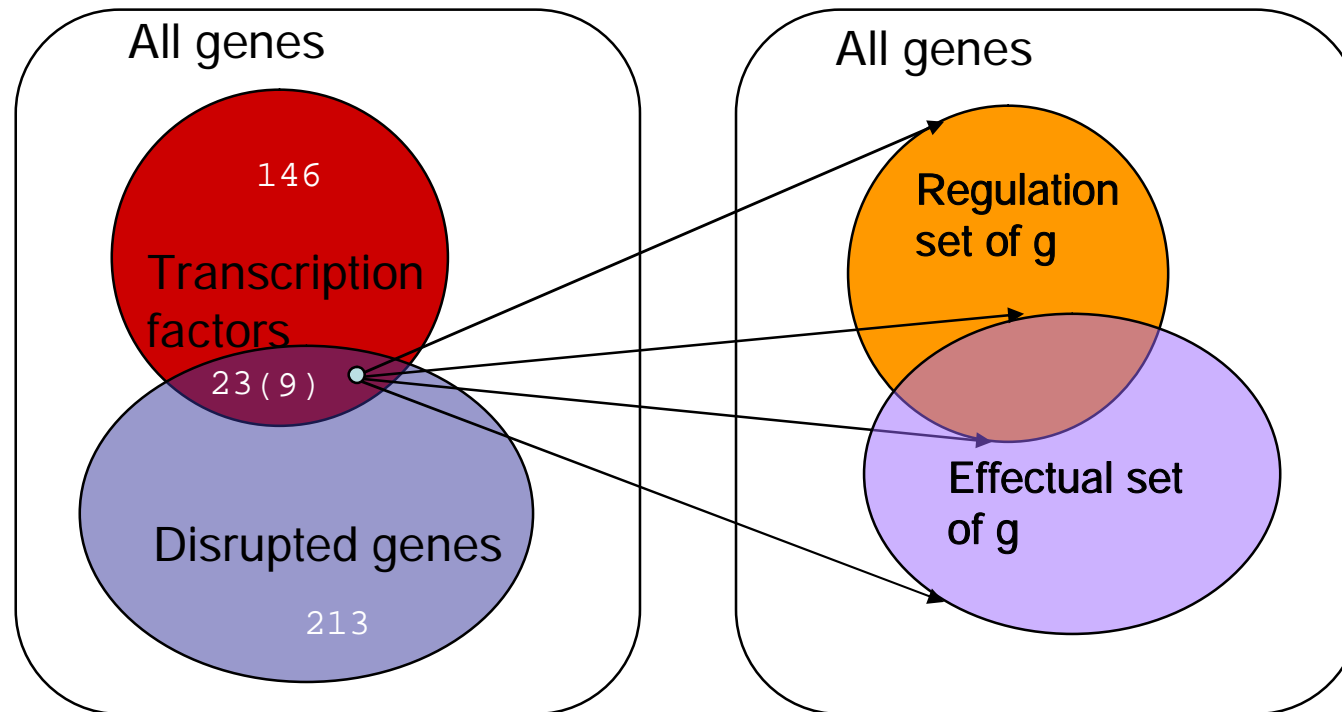 All genes
146
Transcription
factors
23(9)
Disrupted genes
213
All genes
Regulation
set of g
Effectual set
of g